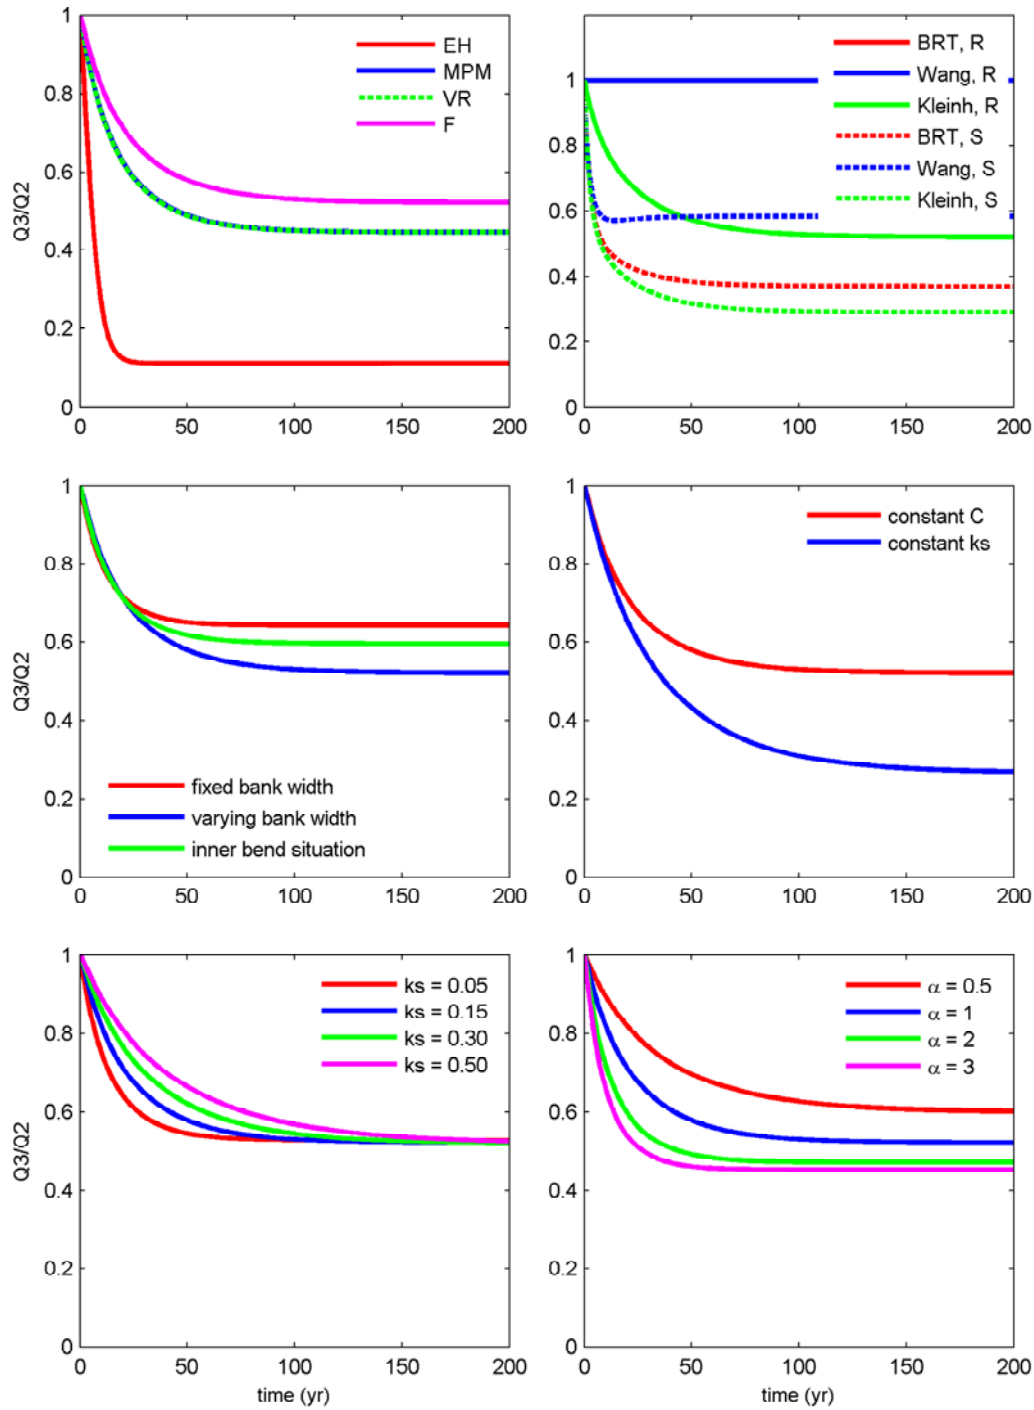 1
0.8
0.6
0.4
0.2
0
Q3/Q2
0 50 100 150 200
EH
MPM
VR
F
1
0.8
0.6
0.4
0.2
0
0 50 100 150 200
BRT, R
Wang, R
Kleinh, R
BRT, S
Wang, S
Kleinh, S
1
0.8
0.6
0.4
0.2
0
Q3/Q2
0 50 100 150 200
fixed bank width
varying bank width
inner bend situation
1
0.8
0.6
0.4
0.2
0
0 50 100 150 200
constant C
constant ks
1
0.8
0.6
0.4
0.2
0
Q3/Q2
0 50 100 150 200
time (yr)
ks = 0.05
ks = 0.15
ks = 0.30
ks = 0.50
1
0.8
0.6
0.4
0.2
0
0 50 100 150 200
time (yr)
α = 0.5
α = 1
α = 2
α = 3